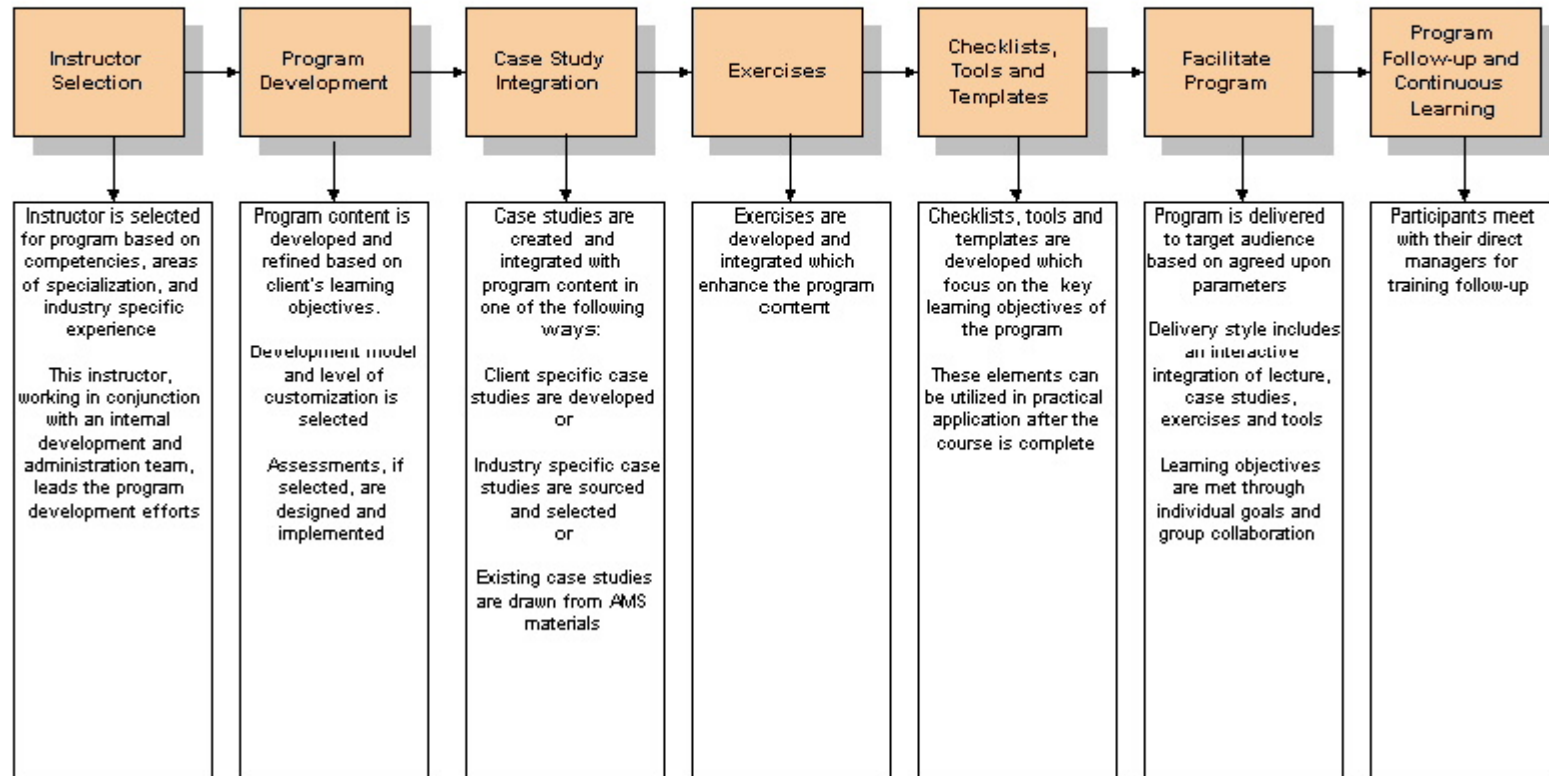 Instructor
Selection
Program
Development
Case Study
Integration
Exercises
Checklists,
Tools and
Templates
Facilitate
Program
Program
Follow-up and
Continuous
Learning
Instructor is selected
for program based on
competencies, areas
of specialization, and
industry specific
experience
This instructor,
working in conjunction
with an internal
development and
administration team,
leads the program
development efforts
Program content is
developed and
refined based on
client's learning
objectives.
Development model
and level of
customization is
selected
Assessments, if
selected, are
designed and
implemented
Case studies are
created and
integrated with
program content in
one of the following
ways:
Client specific case
studies are developed
or
Industry specific case
studies are sourced
and selected
or
Existing case studies
are drawn from AMS
materials
Exercises are
developed and
integrated which
enhance the program
content
Checklists, tools and
templates are
developed which
focus on the key
learning objectives of
the program
These elements can
be utilized in practical
application after the
course is complete
Program is delivered
to target audience
based on agreed upon
parameters
Delivery style includes
an interactive
integration of lecture,
case studies,
exercises and tools
Learning objectives
are met through
individual goals and
group collaboration
Participants meet
with their direct
managers for
training follow-up